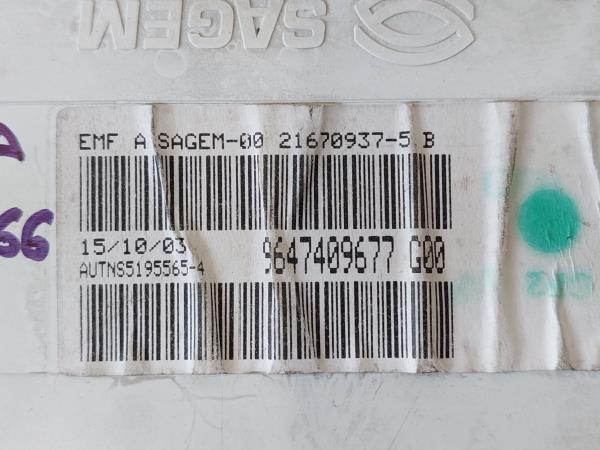 SAGEM
EMF A SAGEM-00 21670937-5 B
15/10/03
9647409677 G00
AUTNS5195565-4
66